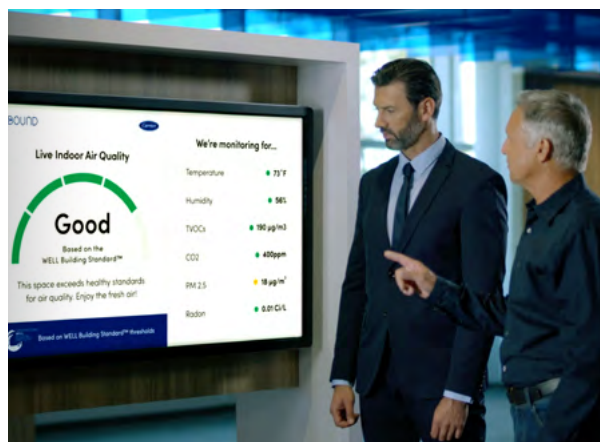 BOUND
Carrier
Live Indoor Air Quality
Good
Based on the
WELL Building Standard™
This space exceeds healthy standards
for air quality. Enjoy the fresh air!
Based on WELL Building Standard™ thresholds
We're monitoring for...
Temperature 73°F
Humidity 56%
TVOCs 190 µg/m3
CO2 400ppm
PM 2.5 18 µg/m³
Radon 0.01 Ci/L